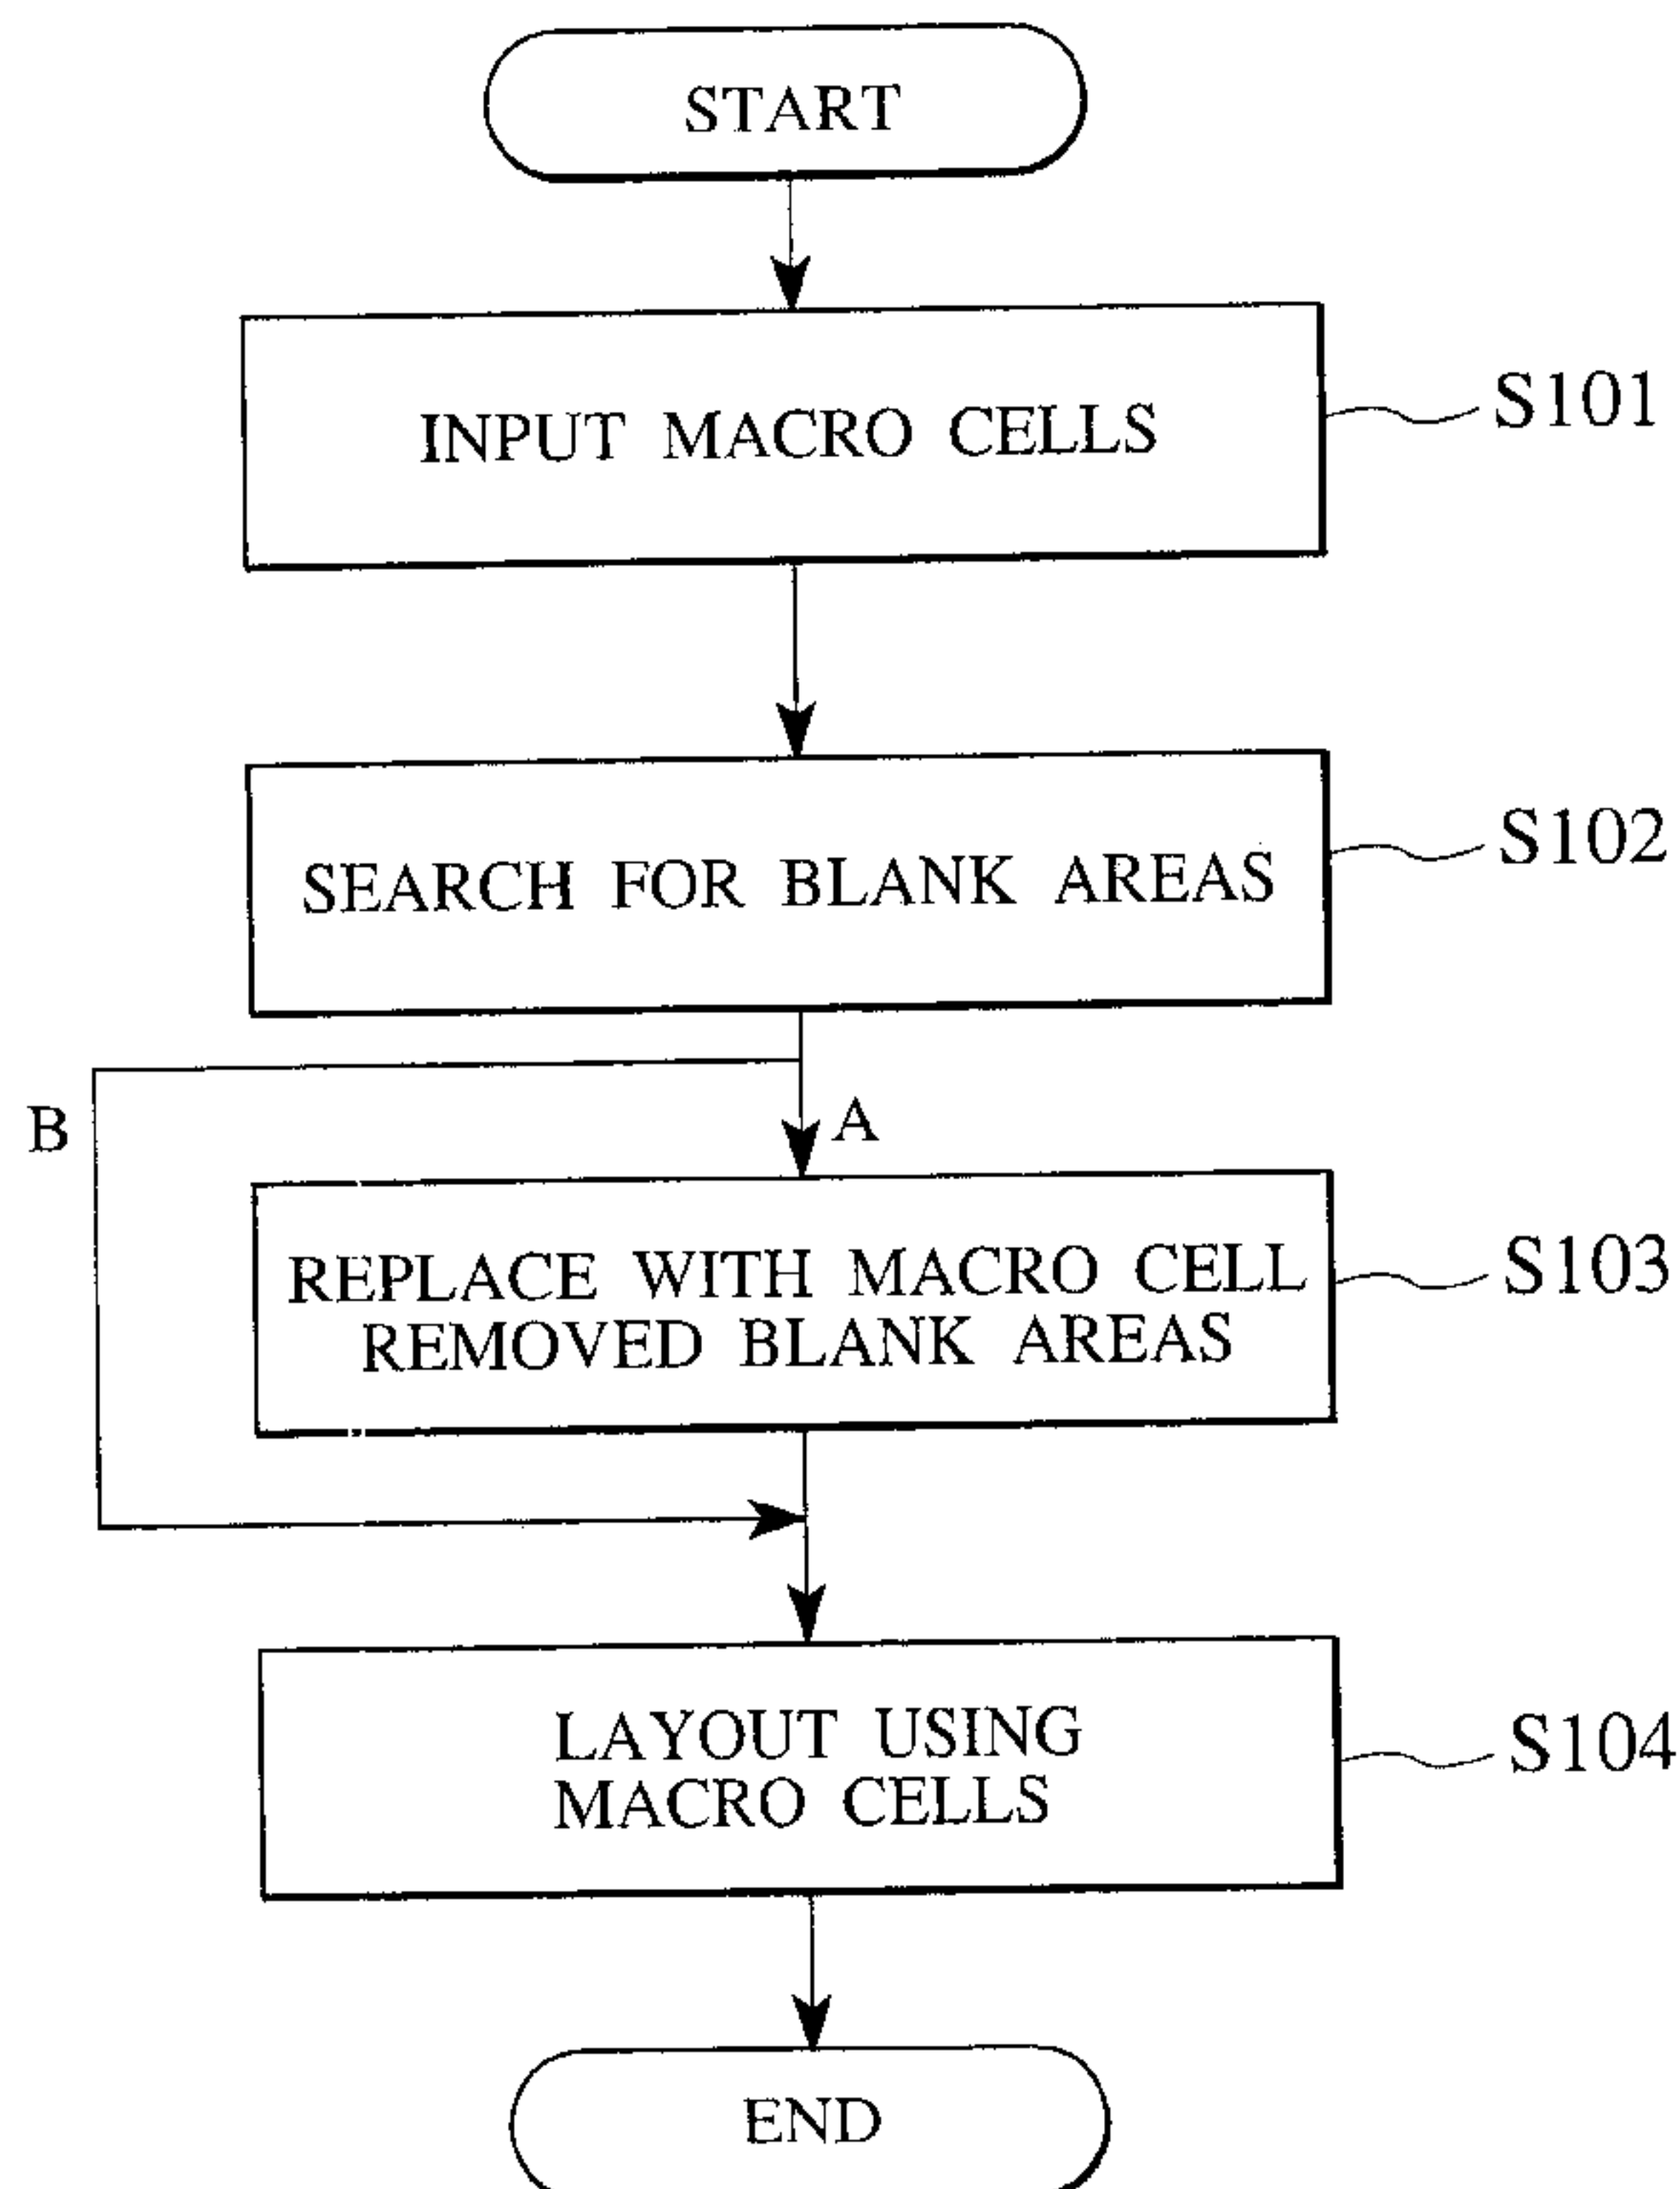 START
INPUT MACRO CELLS
S101
SEARCH FOR BLANK AREAS
S102
B
A
REPLACE WITH MACRO CELL
REMOVED BLANK AREAS
S103
LAYOUT USING
MACRO CELLS
S104
END